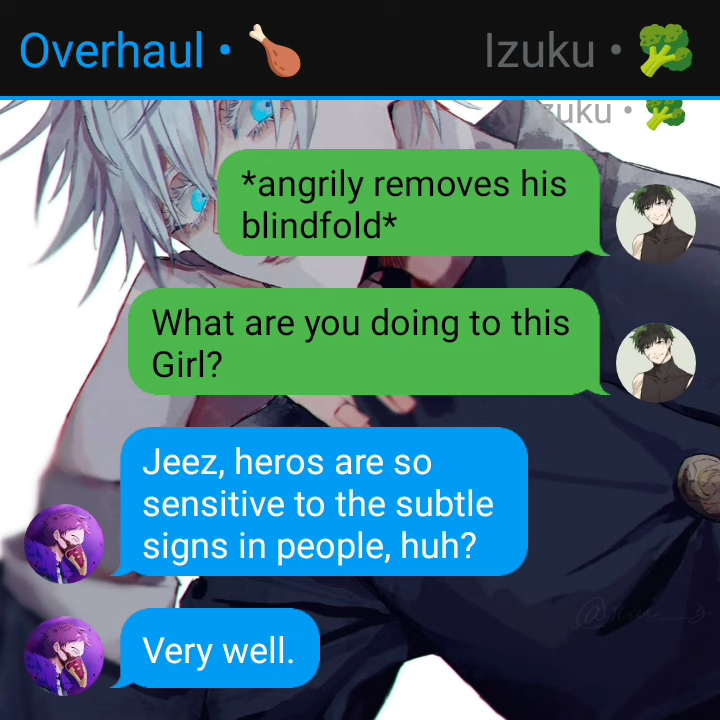 Overhaul • 🍗
Izuku • 🥦
zuku • 🥦
*angrily removes his
blindfold*
What are you doing to this
Girl?
Jeez, heros are so
sensitive to the subtle
signs in people, huh?
Very well.